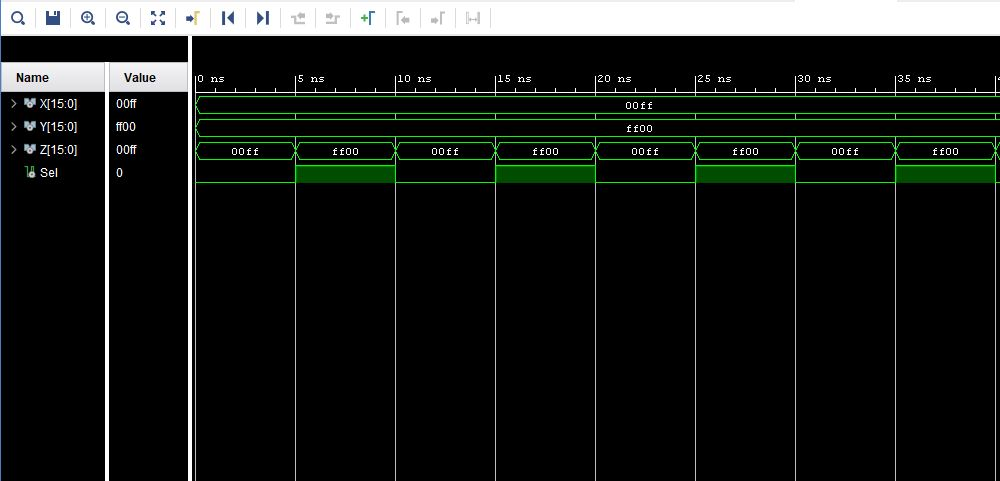 0 ns 5 ns 10 ns 15 ns 20 ns 25 ns 30 ns 35 ns
Name Value
X[15:0] 00ff 00ff
Y[15:0] ff00 ff00
Z[15:0] 00ff 00ff ff00 00ff ff00 00ff ff00 00ff ff00
Sel 0